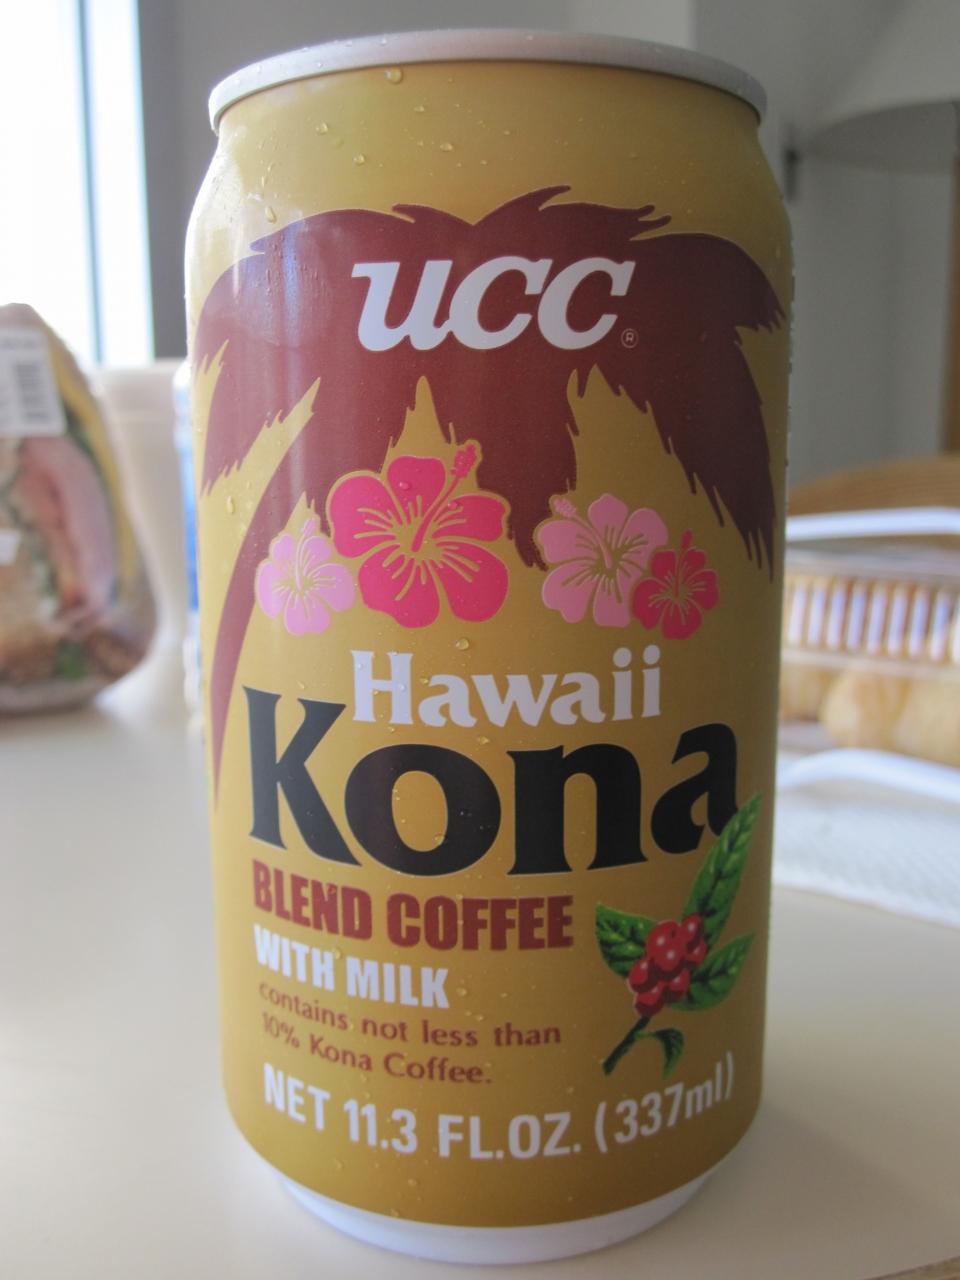 UCC®
Hawaii
Kona
BLEND COFFEE
WITH MILK
contains not less than
10% Kona Coffee.
NET 11.3 FL.OZ. (337ml)